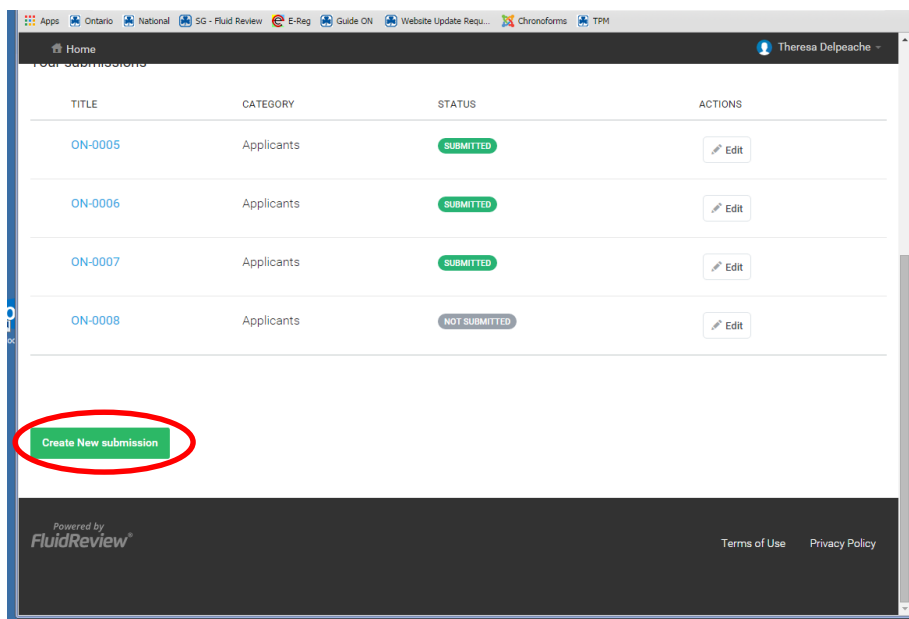 Apps Ontario National SG - Fluid Review E-Reg Guide ON Website Update Requ... Chronoforms TPM
Home Theresa Delpeache
Your submissions
TITLE CATEGORY STATUS ACTIONS
ON-0005 Applicants SUBMITTED Edit
ON-0006 Applicants SUBMITTED Edit
ON-0007 Applicants SUBMITTED Edit
ON-0008 Applicants NOT SUBMITTED Edit
Create New submission
Powered by
FluidReview®
Terms of Use Privacy Policy